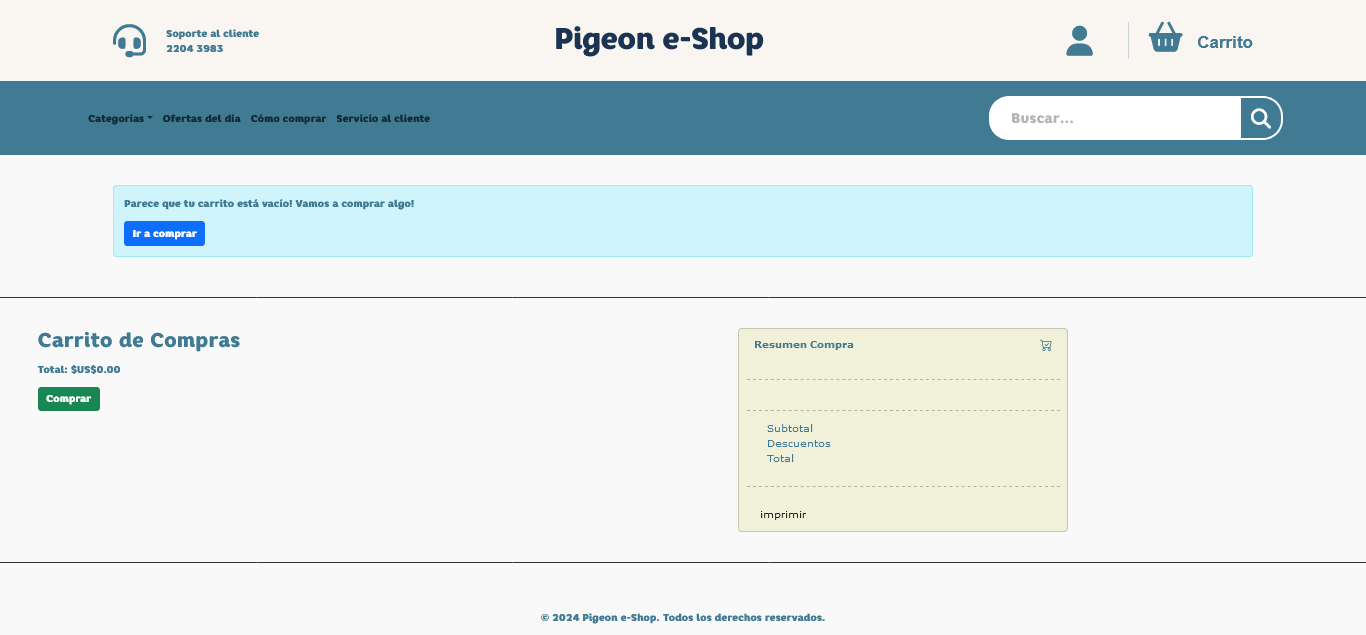 Soporte al cliente
2204 3983
Pigeon e-Shop
Carrito
Categorías Ofertas del día Cómo comprar Servicio al cliente
Buscar...
Parece que tu carrito está vacío! Vamos a comprar algo!
Ir a comprar
Carrito de Compras
Total: $US$0.00
Comprar
Resumen Compra
Subtotal
Descuentos
Total
imprimir
© 2024 Pigeon e-Shop. Todos los derechos reservados.